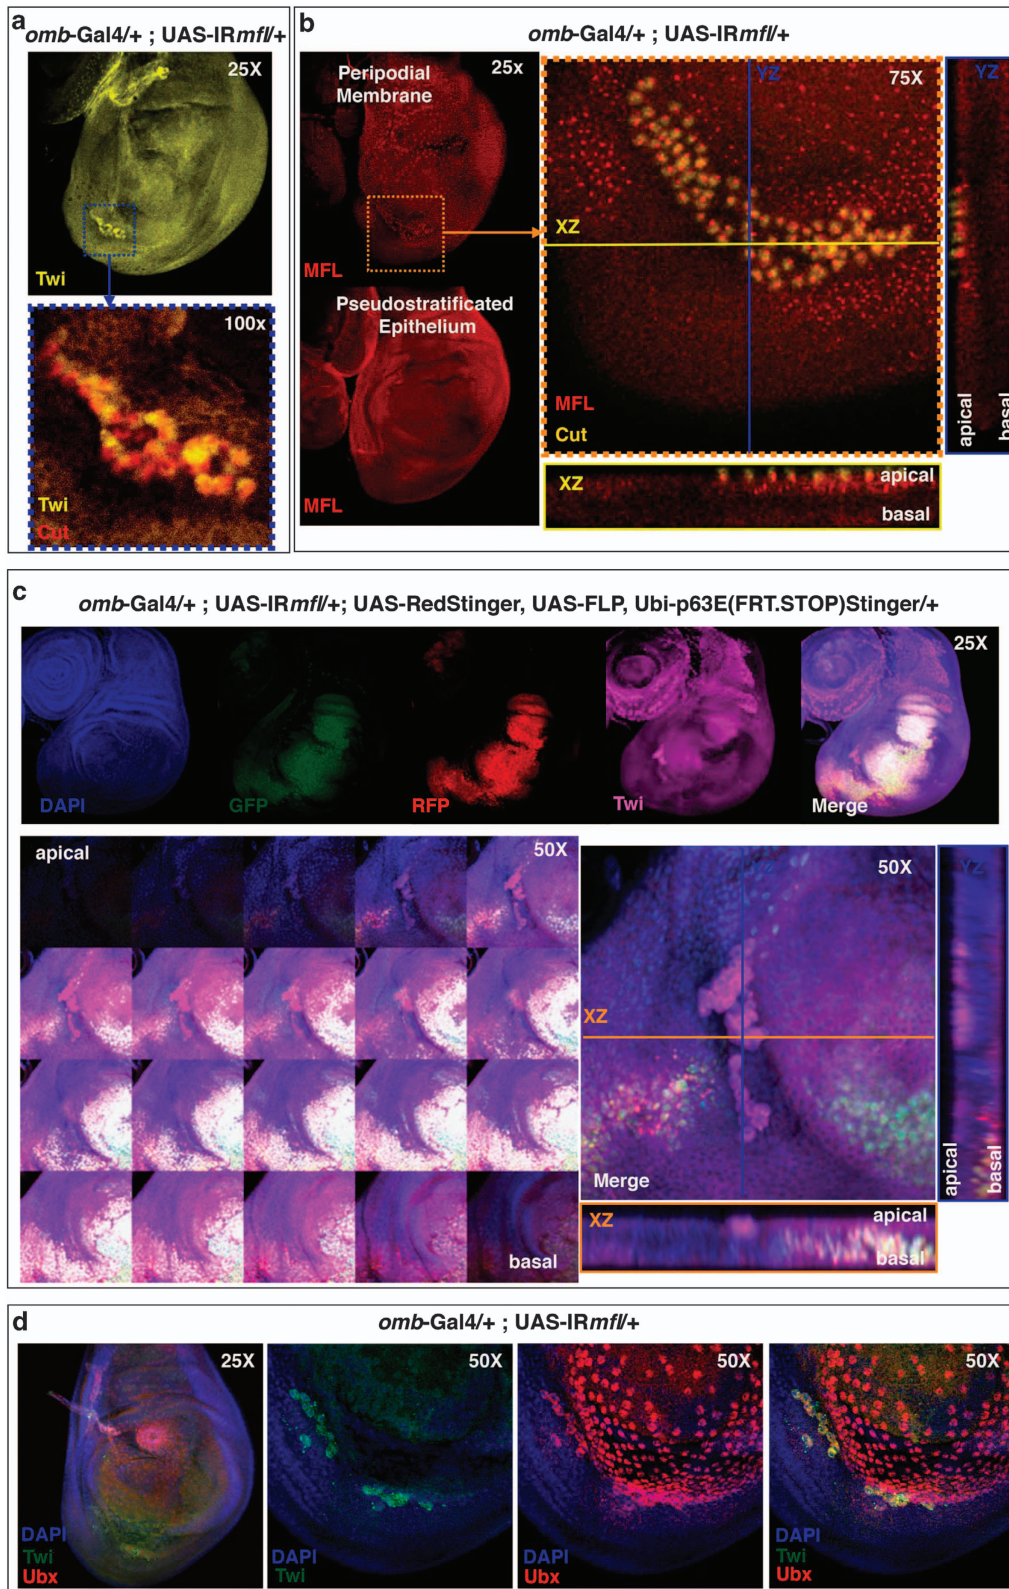 a
omb-Gal4/+ ; UAS-IRmfl/+
25X
Twi
100x
Twi
Cut
b
omb-Gal4/+ ; UAS-IRmfl/+
Peripodial
Membrane
25x
MFL
Pseudostratificated
Epithelium
MFL
YZ
75X
XZ
MFL
Cut
YZ
apical
basal
XZ
apical
basal
c
omb-Gal4/+ ; UAS-IRmfl/+; UAS-RedStinger, UAS-FLP, Ubi-p63E(FRT.STOP)Stinger/+
25X
DAPI
GFP
RFP
Twi
Merge
apical
50X
basal
50X
XZ
Merge
YZ
apical
basal
XZ
apical
basal
d
omb-Gal4/+ ; UAS-IRmfl/+
25X
DAPI
Twi
Ubx
50X
DAPI
Twi
50X
DAPI
Ubx
50X
DAPI
Twi
Ubx